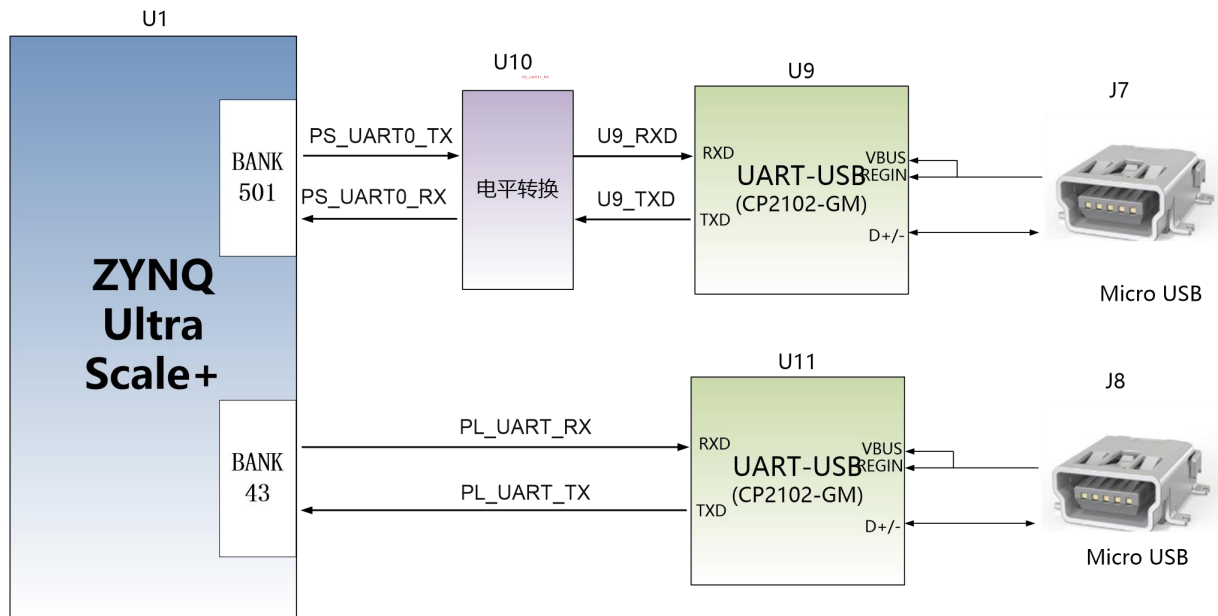 U1
ZYNQ
Ultra
Scale+
BANK
501
BANK
43
PS_UART0_TX
PS_UART0_RX
U10
PS_UART1_RX
电平转换
U9_RXD
U9_TXD
U9
RXD
TXD
UART-USB
(CP2102-GM)
VBUS
REGIN
D+/-
J7
Micro USB
PL_UART_RX
PL_UART_TX
U11
RXD
TXD
UART-USB
(CP2102-GM)
VBUS
REGIN
D+/-
J8
Micro USB